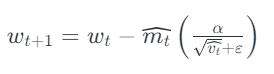 $w_{t+1} = w_t - \widehat{m_t} \left( \frac{\alpha}{\sqrt{\widehat{v_t}} + \varepsilon} \right)$